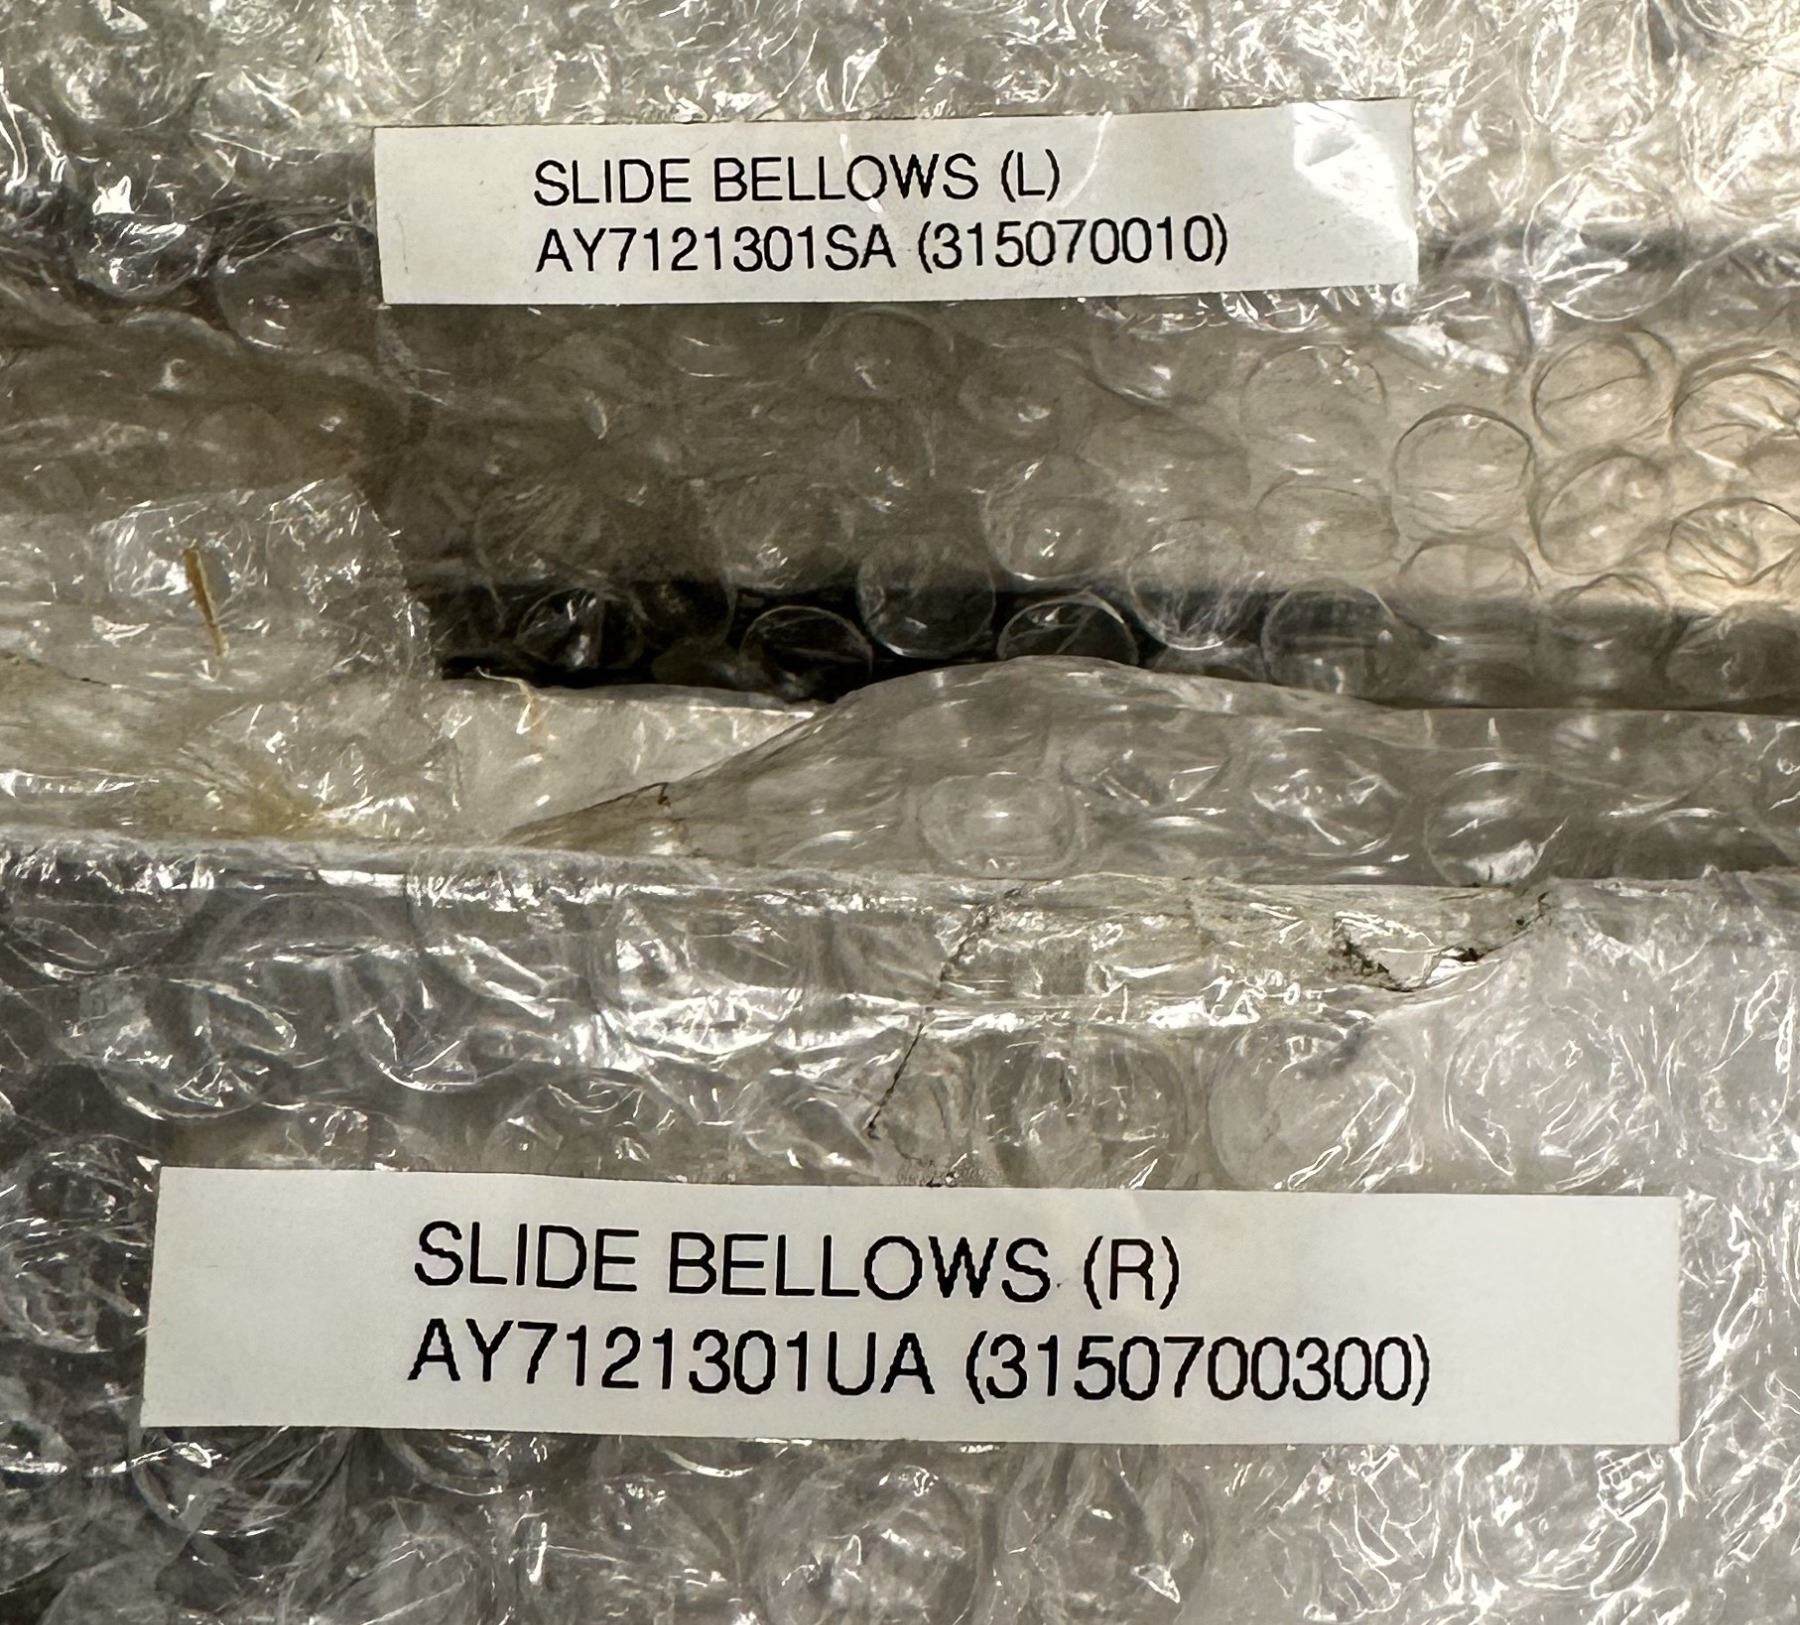 SLIDE BELLOWS (L)
AY7121301SA (315070010)
SLIDE BELLOWS (R)
AY7121301UA (3150700300)